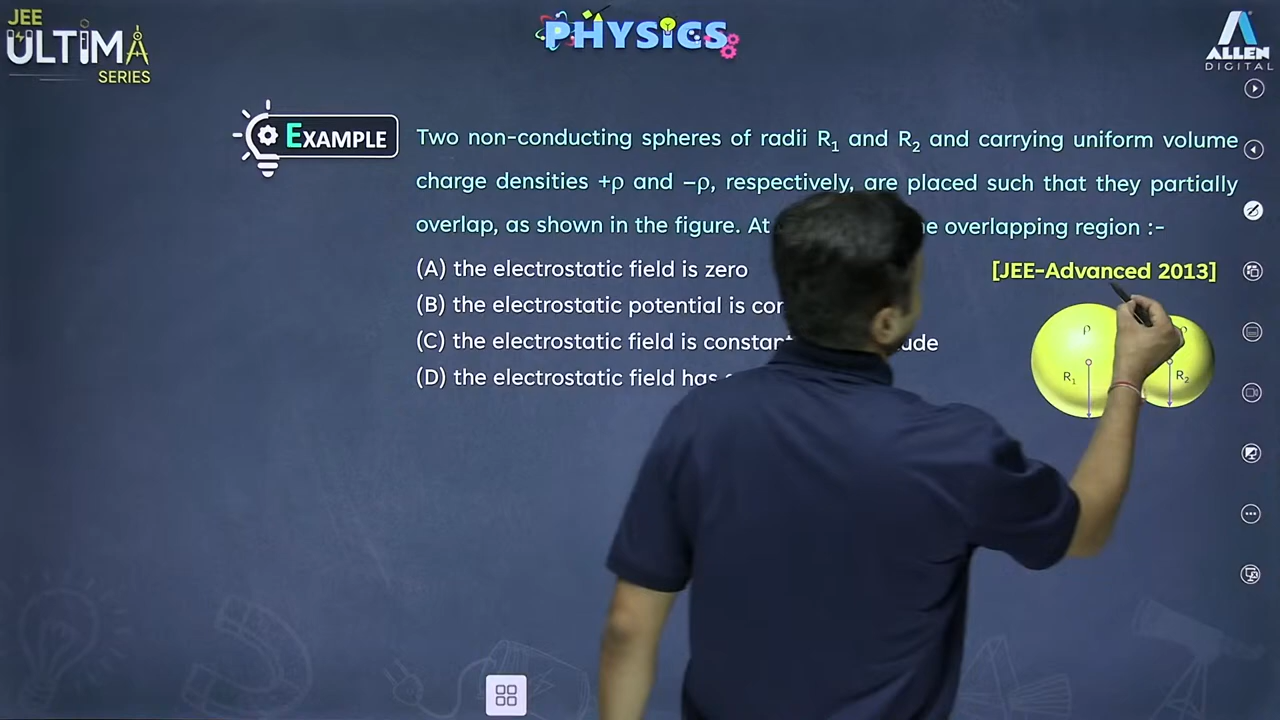 JEE
ULTIMA
SERIES
PHYSICS
ALLEN
DIGITAL
EXAMPLE
Two non-conducting spheres of radii R₁ and R₂ and carrying uniform volume
charge densities +ρ and −ρ, respectively, are placed such that they partially
overlap, as shown in the figure. At overlapping region :-
(A) the electrostatic field is zero
[JEE-Advanced 2013]
(B) the electrostatic potential is
(C) the electrostatic field is
(D) the electrostatic field has
ρ
R₁
R₂